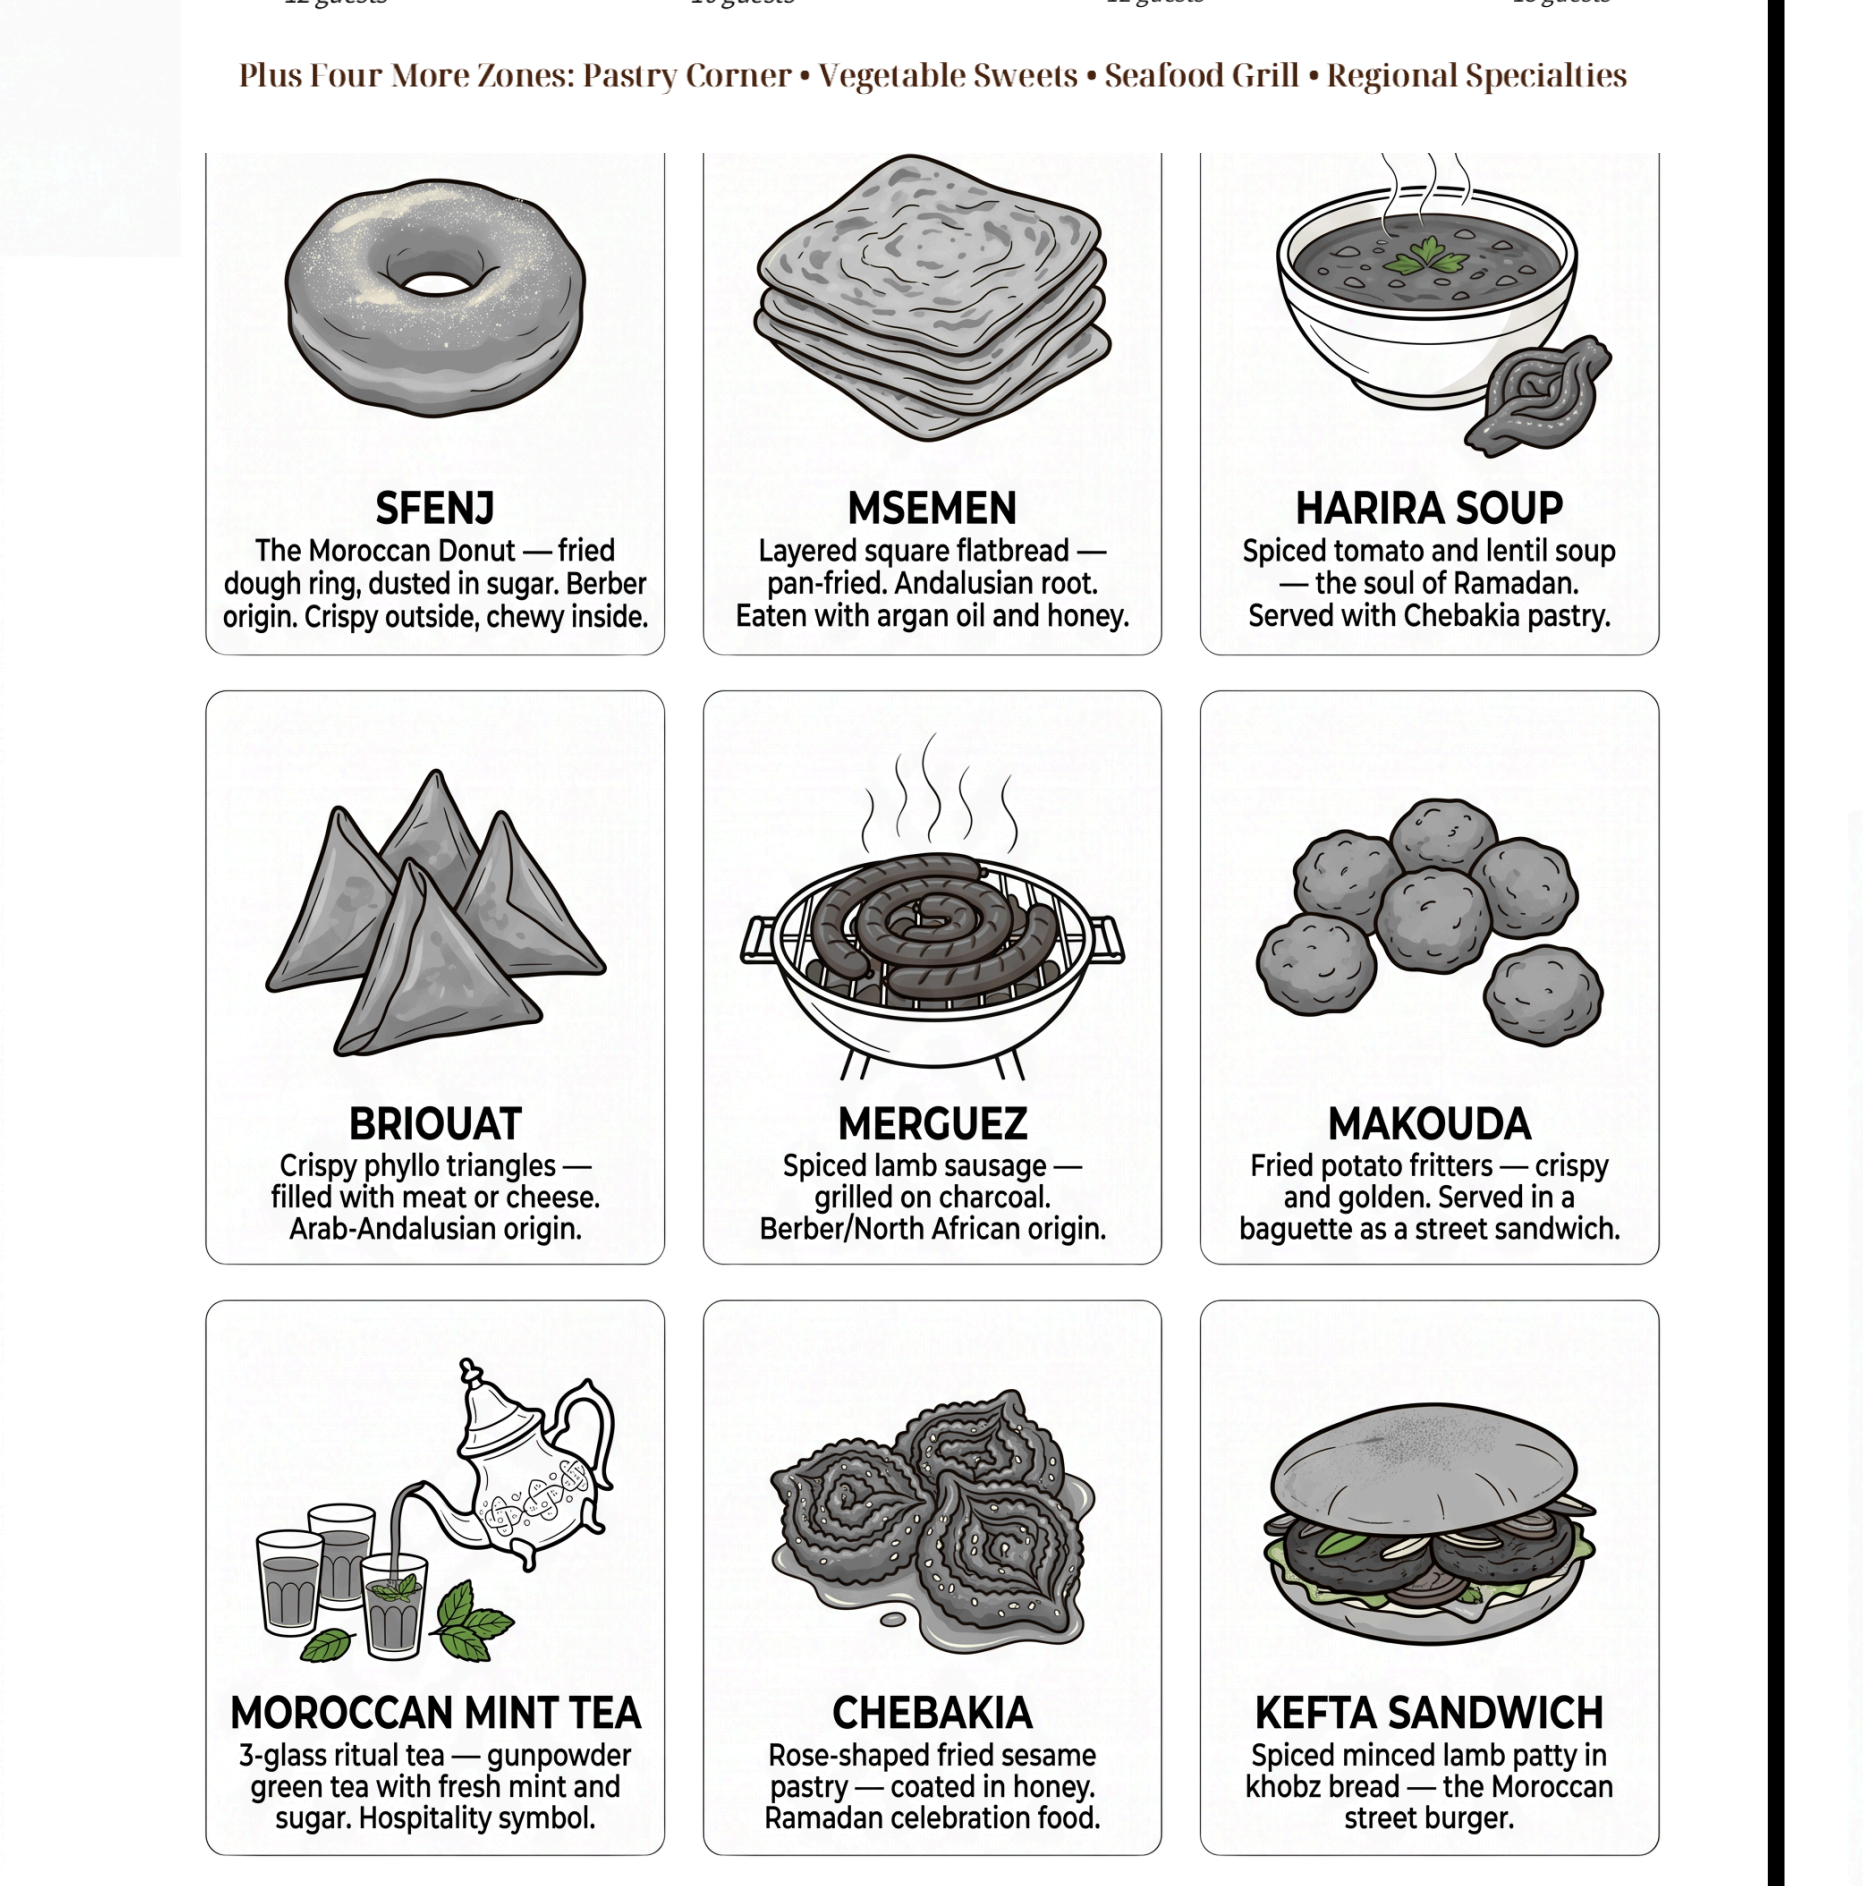 guests
guests
guests
guests
Plus Four More Zones: Pastry Corner • Vegetable Sweets • Seafood Grill • Regional Specialties
SFENJ
The Moroccan Donut — fried
dough ring, dusted in sugar. Berber
origin. Crispy outside, chewy inside.
MSEMEN
Layered square flatbread —
pan-fried. Andalusian root.
Eaten with argan oil and honey.
HARIRA SOUP
Spiced tomato and lentil soup
— the soul of Ramadan.
Served with Chebakia pastry.
BRIOUAT
Crispy phyllo triangles —
filled with meat or cheese.
Arab-Andalusian origin.
MERGUEZ
Spiced lamb sausage —
grilled on charcoal.
Berber/North African origin.
MAKOUDA
Fried potato fritters — crispy
and golden. Served in a
baguette as a street sandwich.
MOROCCAN MINT TEA
3-glass ritual tea — gunpowder
green tea with fresh mint and
sugar. Hospitality symbol.
CHEBAKIA
Rose-shaped fried sesame
pastry — coated in honey.
Ramadan celebration food.
KEFTA SANDWICH
Spiced minced lamb patty in
khobz bread — the Moroccan
street burger.